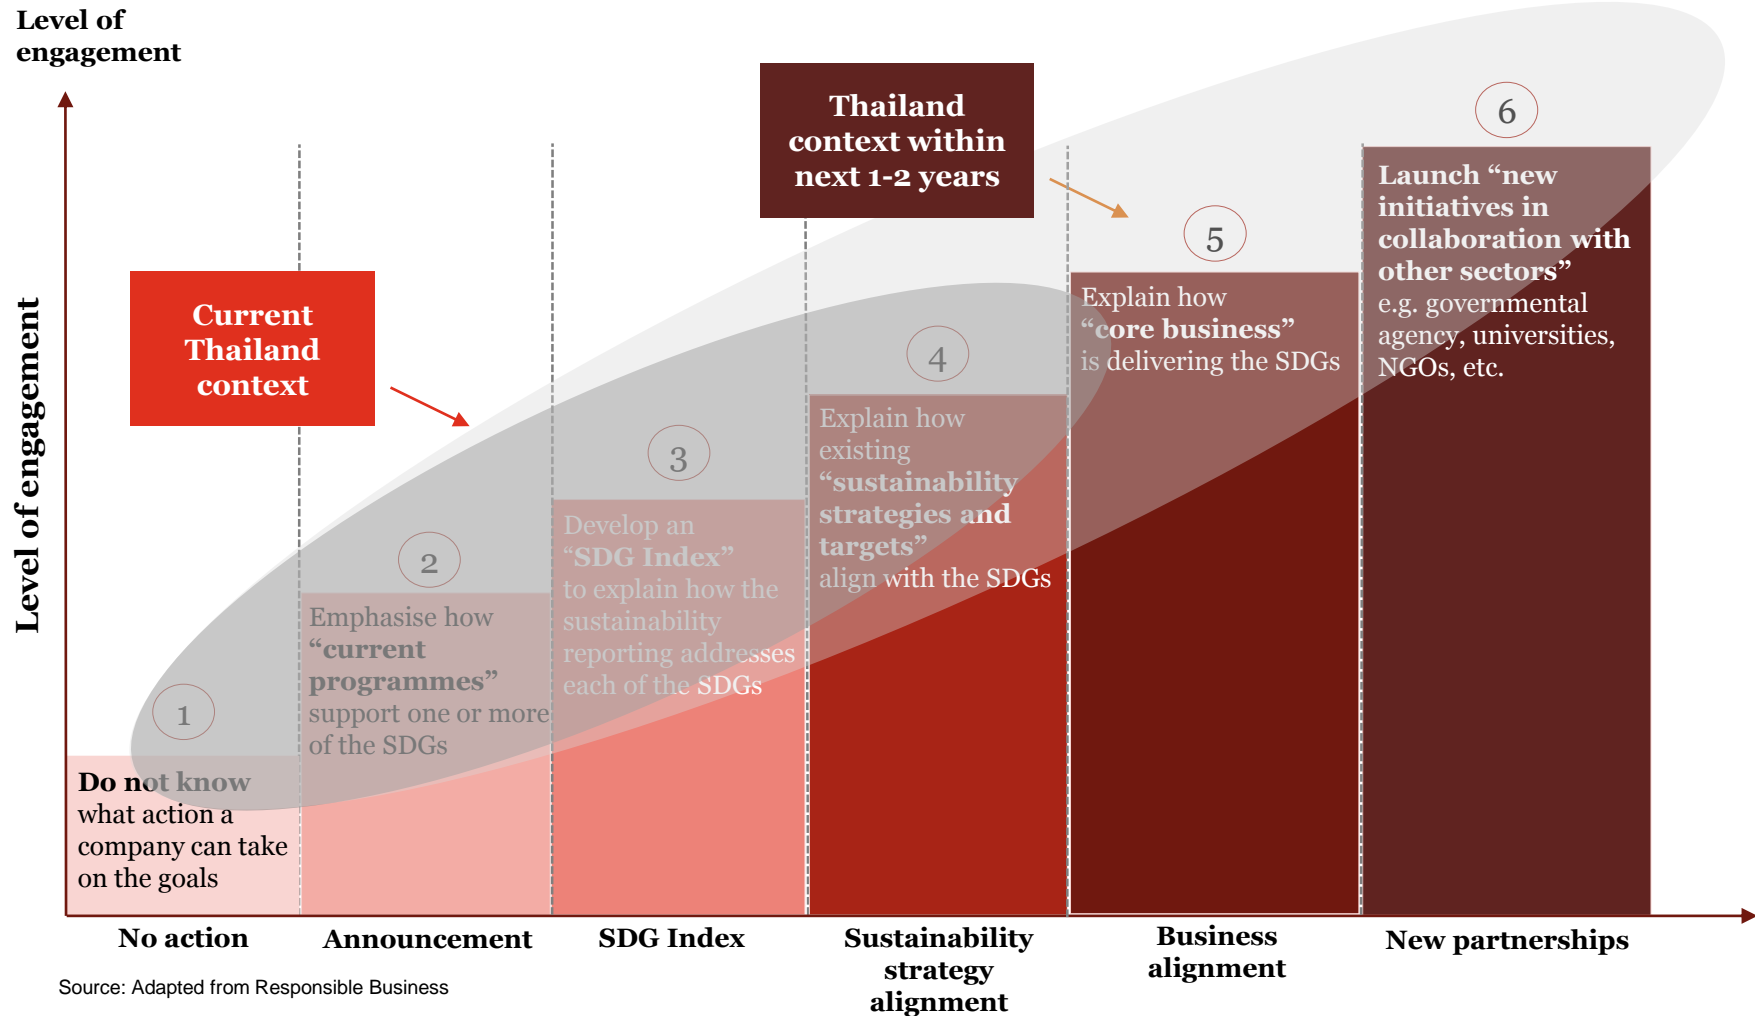 Level of
engagement
Level of engagement
Current
Thailand
context
Thailand
context within
next 1-2 years
1
Do not know
what action a
company can take
on the goals
2
Emphasise how
“current
programmes”
support one or more
of the SDGs
3
Develop an
“SDG Index”
to explain how the
sustainability
reporting addresses
each of the SDGs
4
Explain how
existing
“sustainability
strategies and
targets”
align with the SDGs
5
Explain how
“core business”
is delivering the SDGs
6
Launch “new
initiatives in
collaboration with
other sectors”
e.g. governmental
agency, universities,
NGOs, etc.
No action
Announcement
SDG Index
Sustainability
strategy
alignment
Business
alignment
New partnerships
Source: Adapted from Responsible Business